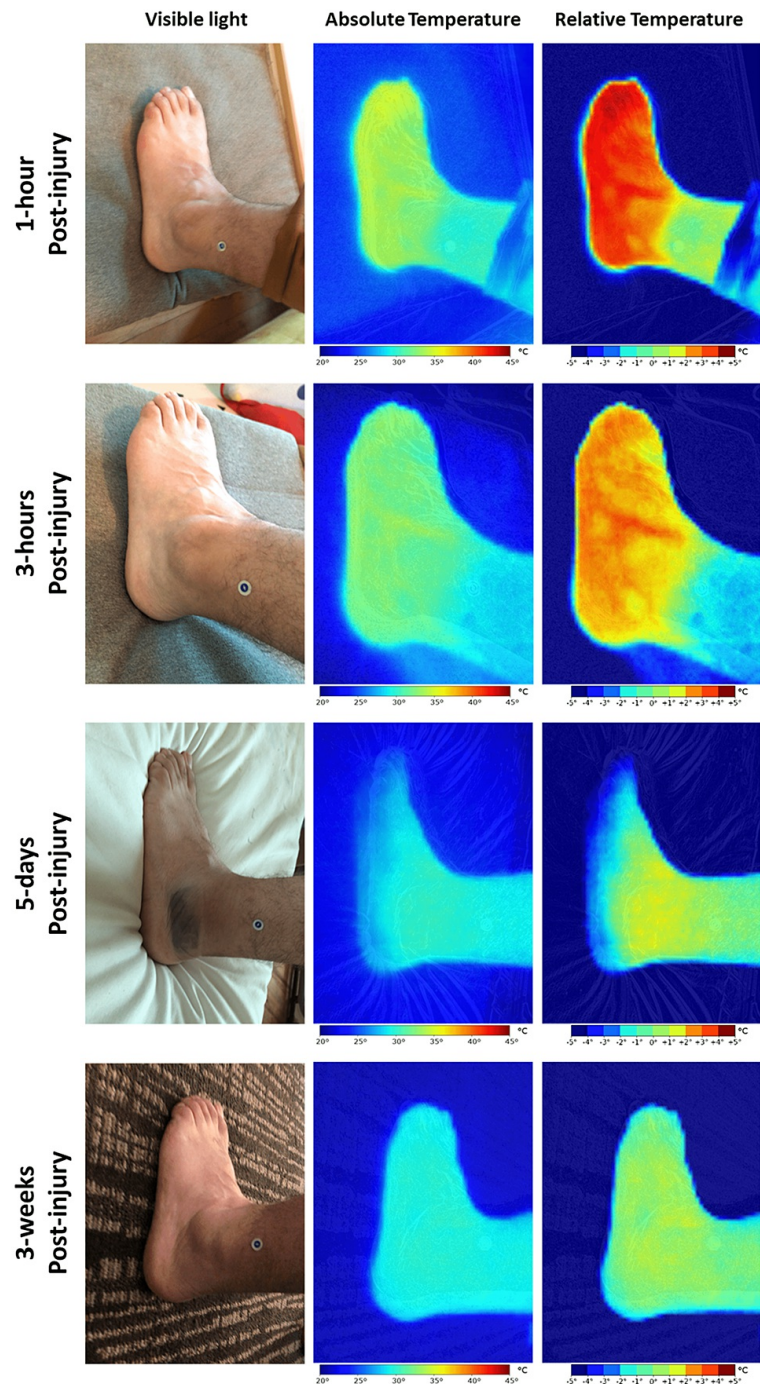 Visible light
Absolute Temperature
Relative Temperature
1-hour
Post-injury
20° 25° 30° 35° 40° 45° °C
-5° -4° -3° -2° -1° 0° +1° +2° +3° +4° +5° °C
3-hours
Post-injury
20° 25° 30° 35° 40° 45° °C
-5° -4° -3° -2° -1° 0° +1° +2° +3° +4° +5° °C
5-days
Post-injury
20° 25° 30° 35° 40° 45° °C
-5° -4° -3° -2° -1° 0° +1° +2° +3° +4° +5° °C
3-weeks
Post-injury
20° 25° 30° 35° 40° 45° °C
-5° -4° -3° -2° -1° 0° +1° +2° +3° +4° +5° °C